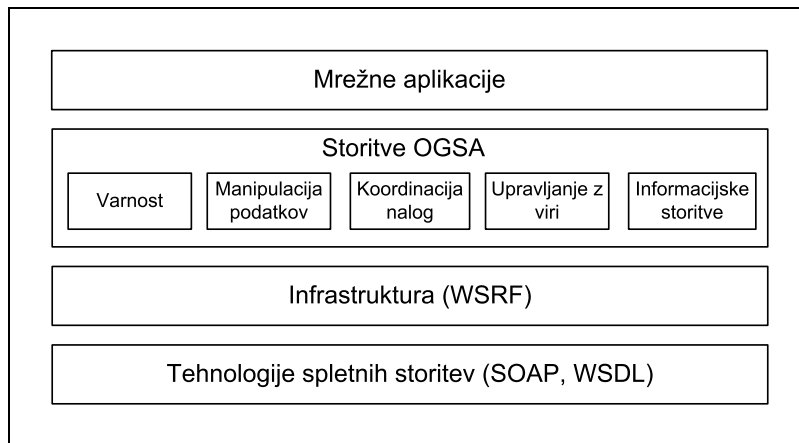 Mrežne aplikacije
Storitve OGSA
Varnost
Manipulacija
podatkov
Koordinacija
nalog
Upravljanje z
viri
Informacijske
storitve
Infrastruktura (WSRF)
Tehnologije spletnih storitev (SOAP, WSDL)